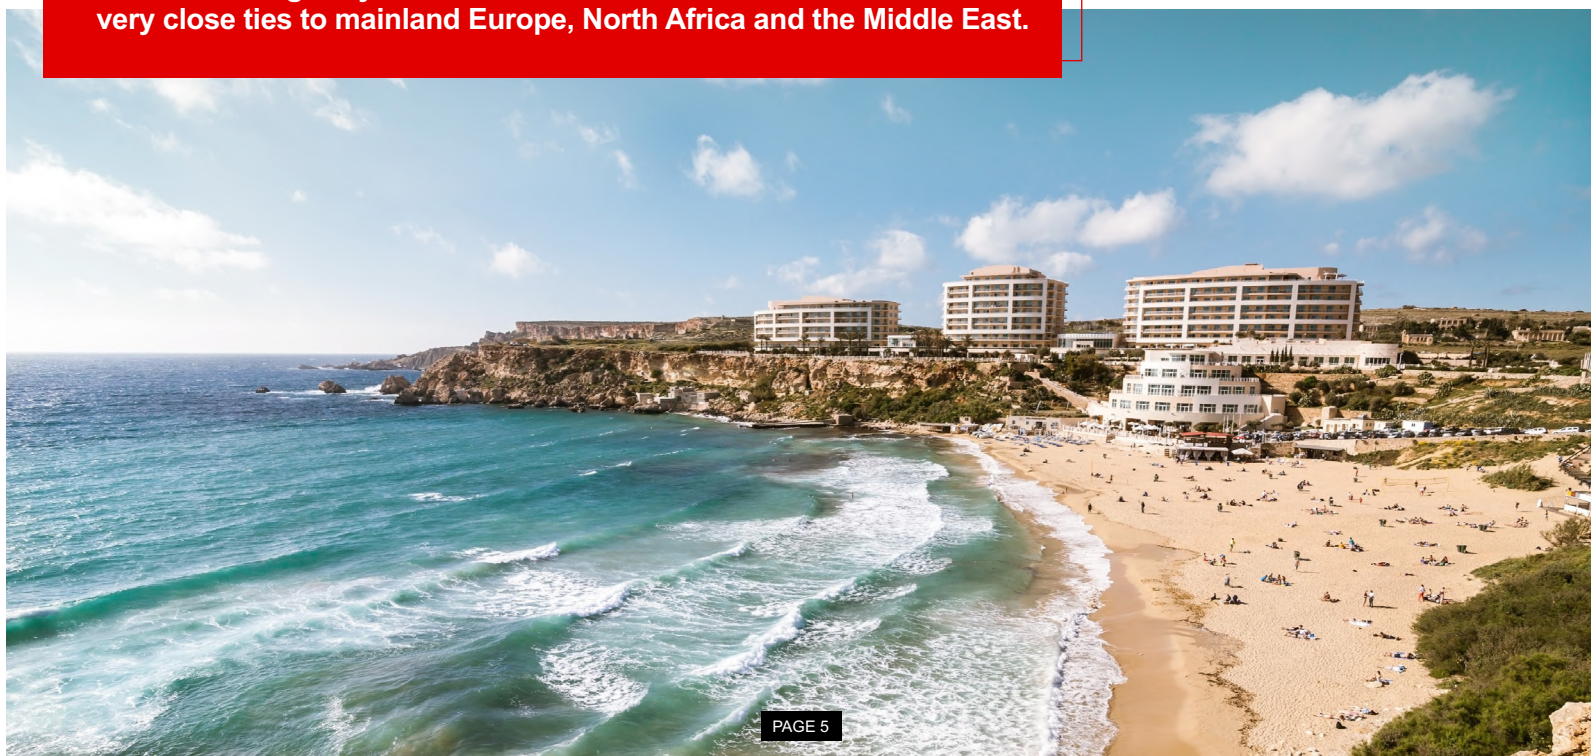 very close ties to mainland Europe, North Africa and the Middle East.
PAGE 5